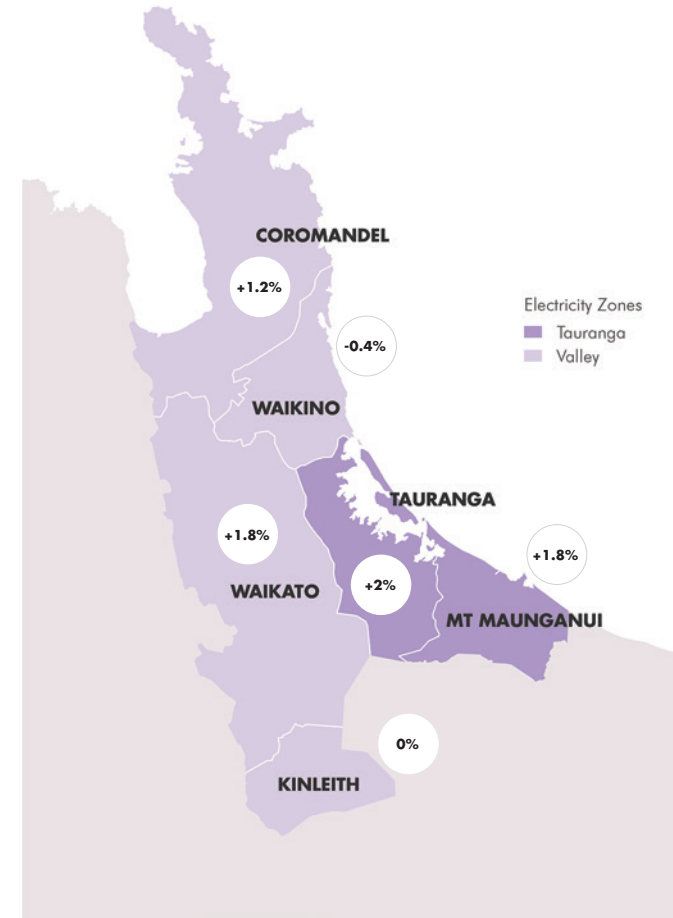 COROMANDEL
+1.2%
Electricity Zones
Tauranga
Valley
-0.4%
WAIKINO
TAURANGA
+1.8%
+1.8%
+2%
WAIKATO
MT MAUNGANUI
0%
KINLEITH